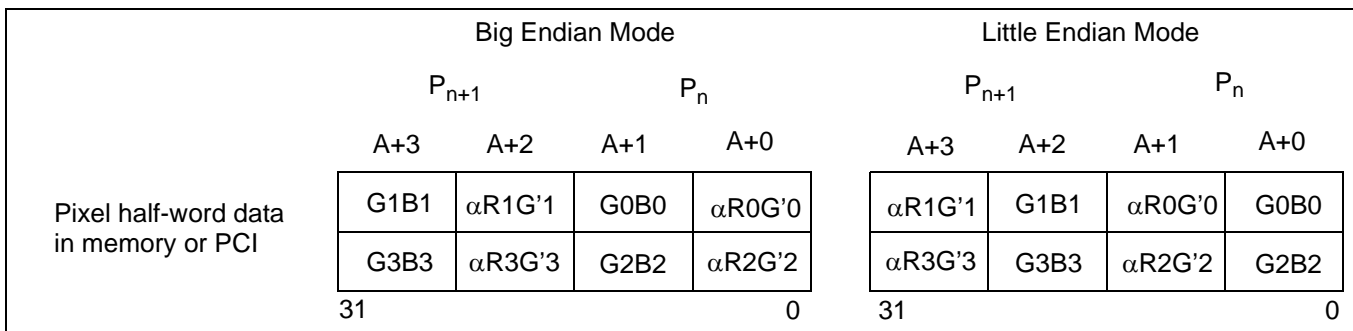 Big Endian Mode Little Endian Mode
Pn+1 Pn Pn+1 Pn
A+3 A+2 A+1 A+0 A+3 A+2 A+1 A+0
Pixel half-word data
in memory or PCI
G1B1 αR1G'1 G0B0 αR0G'0 αR1G'1 G1B1 αR0G'0 G0B0
G3B3 αR3G'3 G2B2 αR2G'2 αR3G'3 G3B3 αR2G'2 G2B2
31 0 31 0